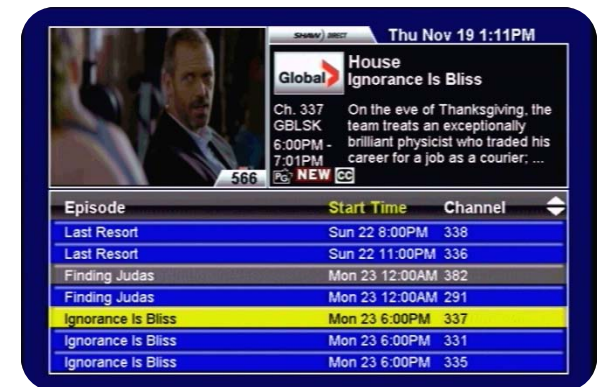 SHAW) DIRECT
Thu Nov 19 1:11PM
Global
House
Ignorance Is Bliss
Ch. 337
GBLSK
6:00PM -
7:01PM
On the eve of Thanksgiving, the
team treats an exceptionally
brilliant physicist who traded his
career for a job as a courier; ...
566
PG NEW CC
Episode Start Time Channel
Last Resort Sun 22 8:00PM 338
Last Resort Sun 22 11:00PM 336
Finding Judas Mon 23 12:00AM 382
Finding Judas Mon 23 12:00AM 291
Ignorance Is Bliss Mon 23 6:00PM 337
Ignorance Is Bliss Mon 23 6:00PM 331
Ignorance Is Bliss Mon 23 6:00PM 335